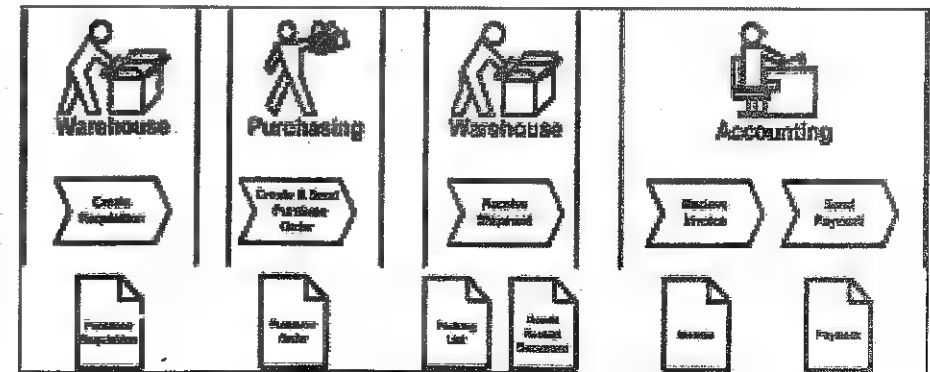 Warehouse
Purchasing
Warehouse
Accounting
Create
Requisition
Create & Send
Purchase
Order
Receive
Shipment
Receive
Invoice
Send
Payment
Purchase
Requisition
Purchase
Order
Packing
List
Goods
Receipt
Document
Invoice
Payment